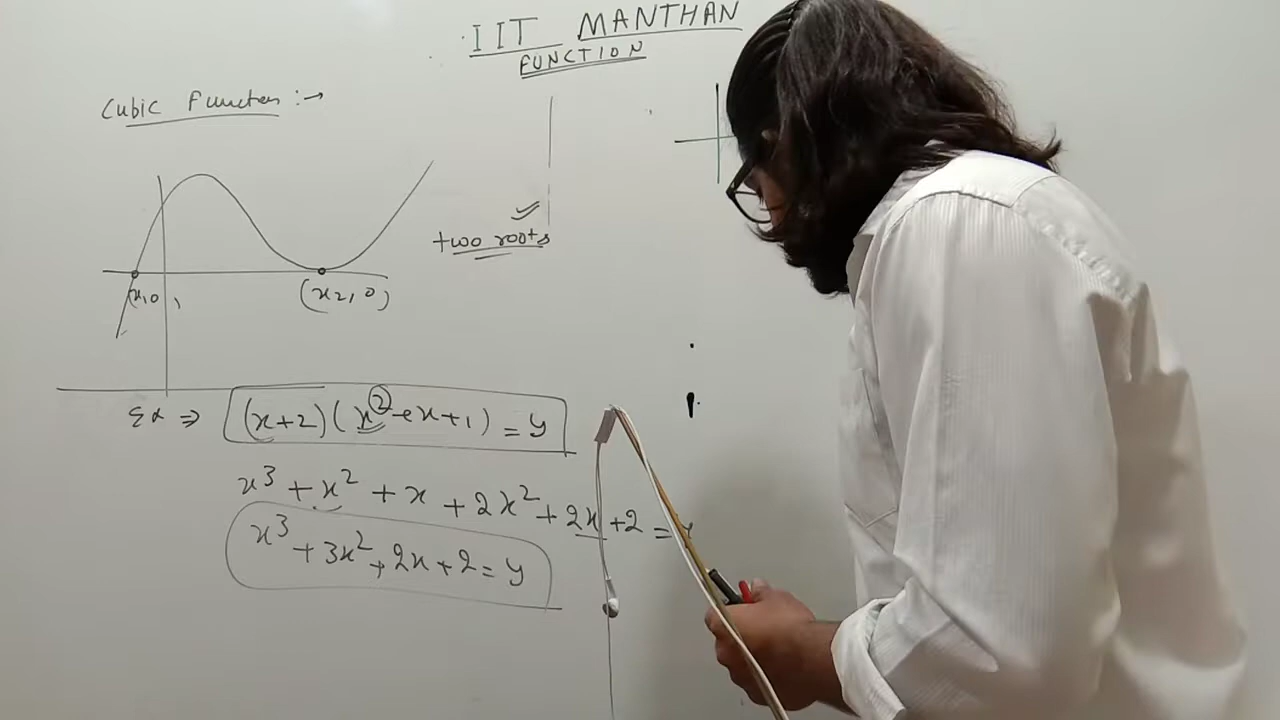 IIT MANTHAN
FUNCTION
Cubic Function :→
two roots
(x1,0)
(x2,0)
Ex ⇒ (x+2)(x²+x+1) = y
x³ + x² + x + 2x² + 2x + 2 = y
x³ + 3x² + 2x + 2 = y